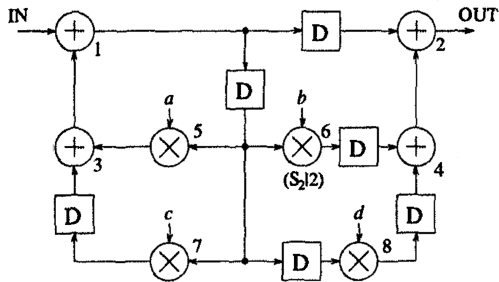 IN OUT
+ 1 D + 2
D
a b
+ 3 × 5 × 6 D + 4
(S₂|2)
D c d D
× 7 D × 8